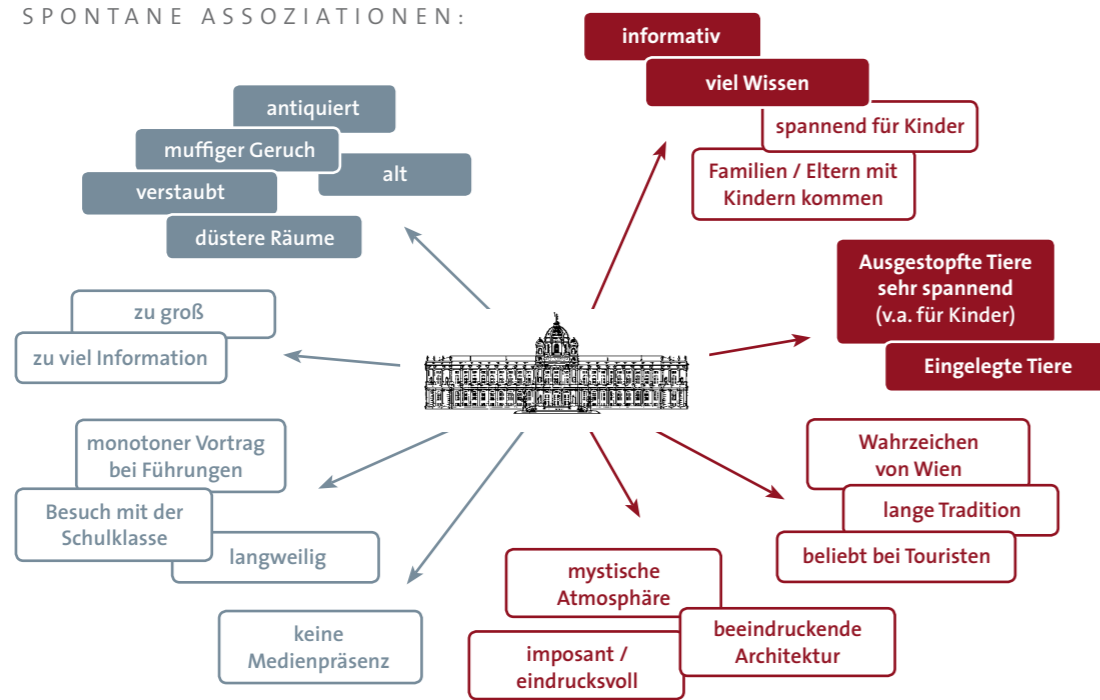 SPONTANE ASSOZIATIONEN:
antiquiert
muffiger Geruch
alt
verstaubt
düstere Räume
zu groß
zu viel Information
monotoner Vortrag
bei Führungen
Besuch mit der
Schulklasse
langweilig
keine
Medienpräsenz
informativ
viel Wissen
spannend für Kinder
Familien / Eltern mit
Kindern kommen
Ausgestopfte Tiere
sehr spannend
(v.a. für Kinder)
Eingelegte Tiere
Wahrzeichen
von Wien
lange Tradition
beliebt bei Touristen
mystische
Atmosphäre
beeindruckende
Architektur
imposant /
eindrucksvoll